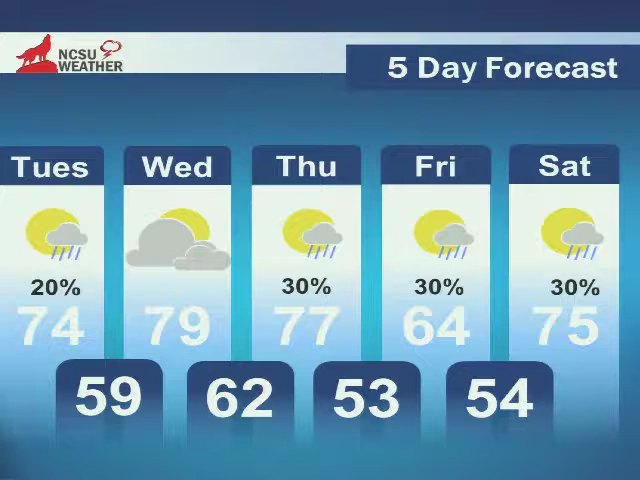 NCSU
WEATHER
5 Day Forecast
Tues Wed Thu Fri Sat
20% 30% 30% 30%
74 79 77 64 75
59 62 53 54